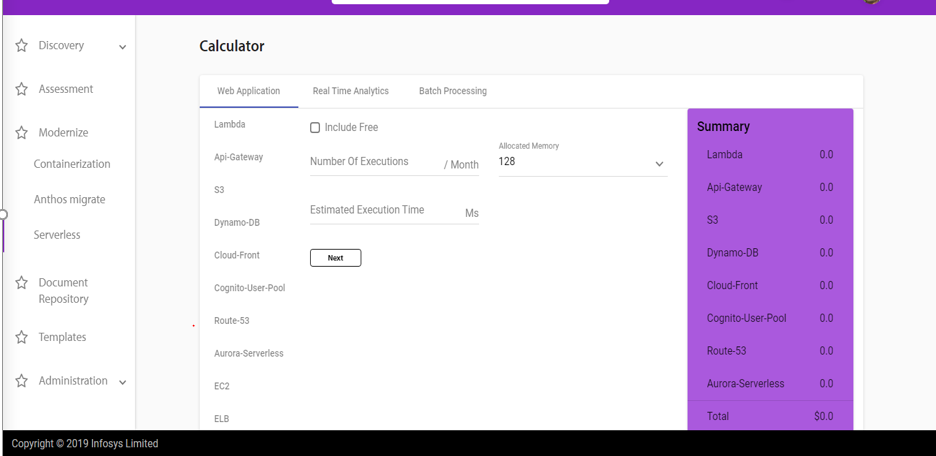 Discovery
Assessment
Modernize
Containerization
Anthos migrate
Serverless
Document
Repository
Templates
Administration
Calculator
Web Application
Real Time Analytics
Batch Processing
Lambda
Api-Gateway
S3
Dynamo-DB
Cloud-Front
Cognito-User-Pool
Route-53
Aurora-Serverless
EC2
ELB
Include Free
Number Of Executions / Month
Allocated Memory
128
Estimated Execution Time Ms
Next
Summary
Lambda 0.0
Api-Gateway 0.0
S3 0.0
Dynamo-DB 0.0
Cloud-Front 0.0
Cognito-User-Pool 0.0
Route-53 0.0
Aurora-Serverless 0.0
Total $0.0
Copyright © 2019 Infosys Limited